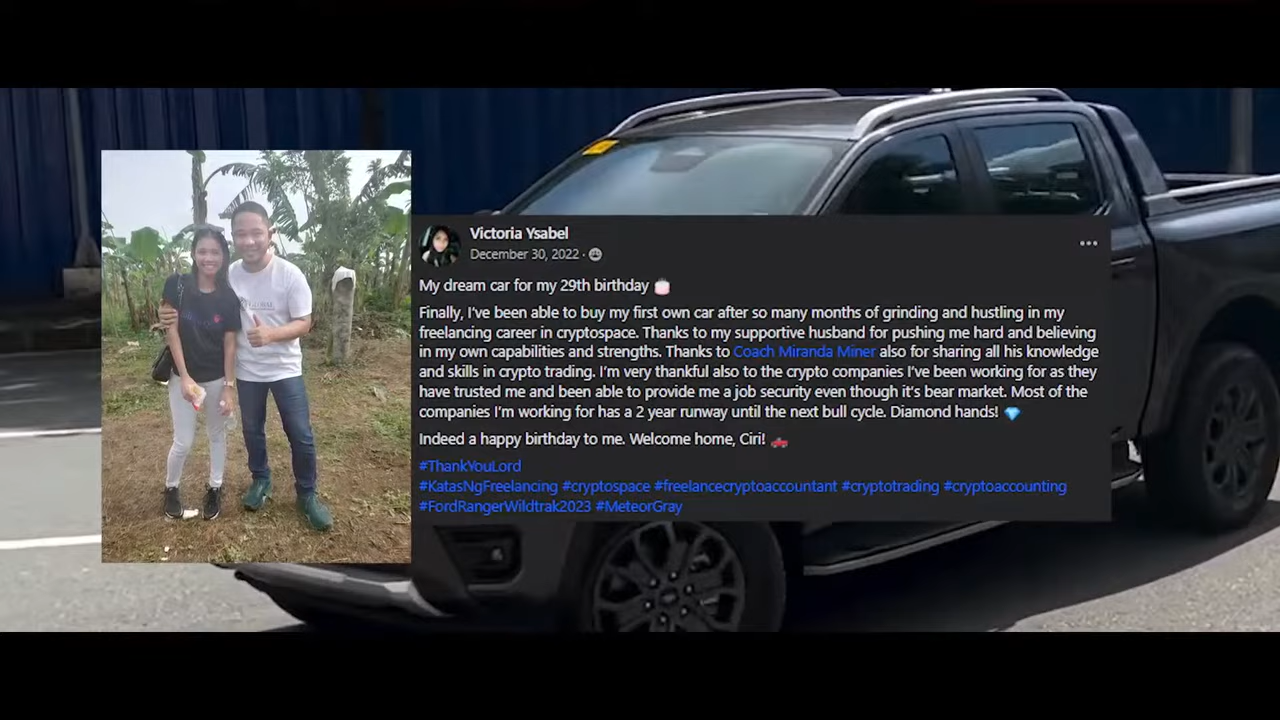 Victoria Ysabel
December 30, 2022 ·
My dream car for my 29th birthday 🎂
Finally, I've been able to buy my first own car after so many months of grinding and hustling in my
freelancing career in cryptospace. Thanks to my supportive husband for pushing me hard and believing
in my own capabilities and strengths. Thanks to Coach Miranda Miner also for sharing all his knowledge
and skills in crypto trading. I'm very thankful also to the crypto companies I've been working for as they
have trusted me and been able to provide me a job security even though it's bear market. Most of the
companies I'm working for has a 2 year runway until the next bull cycle. Diamond hands! 💎
Indeed a happy birthday to me. Welcome home, Ciri! 🛻
#ThankYouLord
#KatasNgFreelancing #cryptospace #freelancecryptoaccountant #cryptotrading #cryptoaccounting
#FordRangerWildtrak2023 #MeteorGray